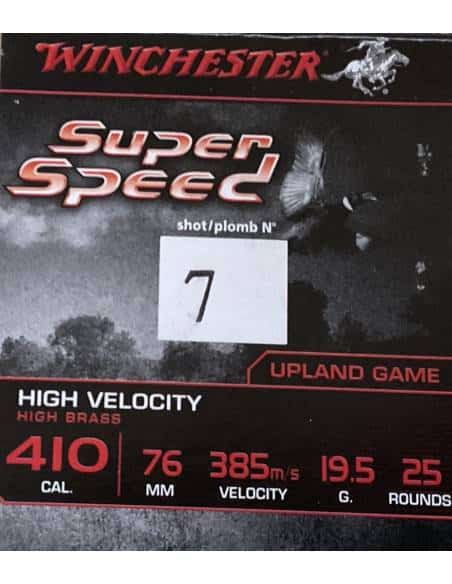 WINCHESTER
Super
Speed
shot/plomb N°
7
UPLAND GAME
HIGH VELOCITY
HIGH BRASS
410 76 385m/s 19.5 25
CAL. MM VELOCITY G. ROUNDS